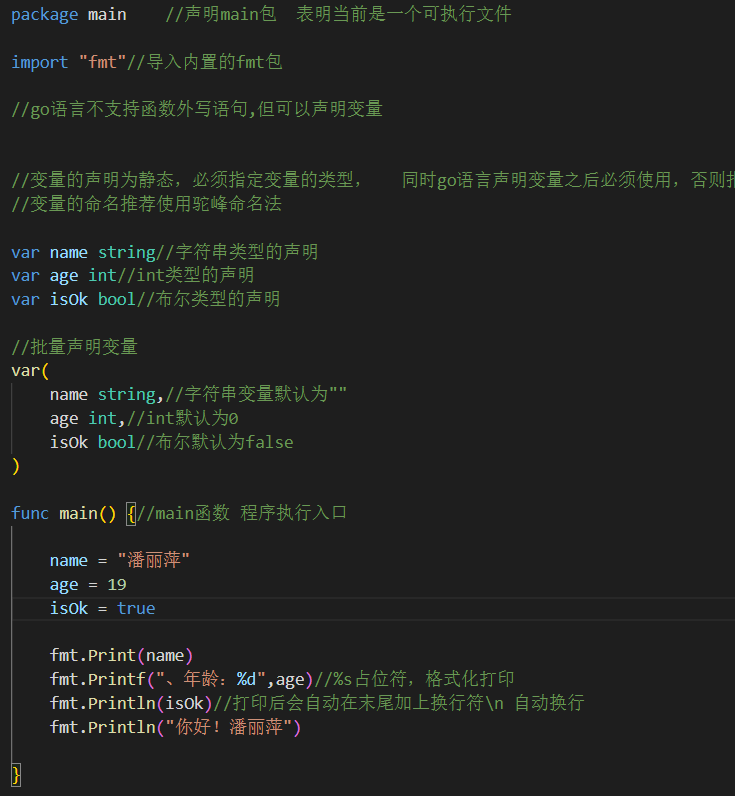 package main    //声明main包  表明当前是一个可执行文件
import "fmt"//导入内置的fmt包
//go语言不支持函数外写语句,但可以声明变量
//变量的声明为静态，必须指定变量的类型，   同时go语言声明变量之后必须使用，否则
//变量的命名推荐使用驼峰命名法
var name string//字符串类型的声明
var age int//int类型的声明
var isOk bool//布尔类型的声明
//批量声明变量
var(
    name string,//字符串变量默认为""
    age int,//int默认为0
    isOk bool//布尔默认为false
)
func main() {//main函数 程序执行入口
    name = "潘丽萍"
    age = 19
    isOk = true
    fmt.Print(name)
    fmt.Printf("、年龄：%d",age)//%s占位符，格式化打印
    fmt.Println(isOk)//打印后会自动在末尾加上换行符\n 自动换行
    fmt.Println("你好！潘丽萍")
}